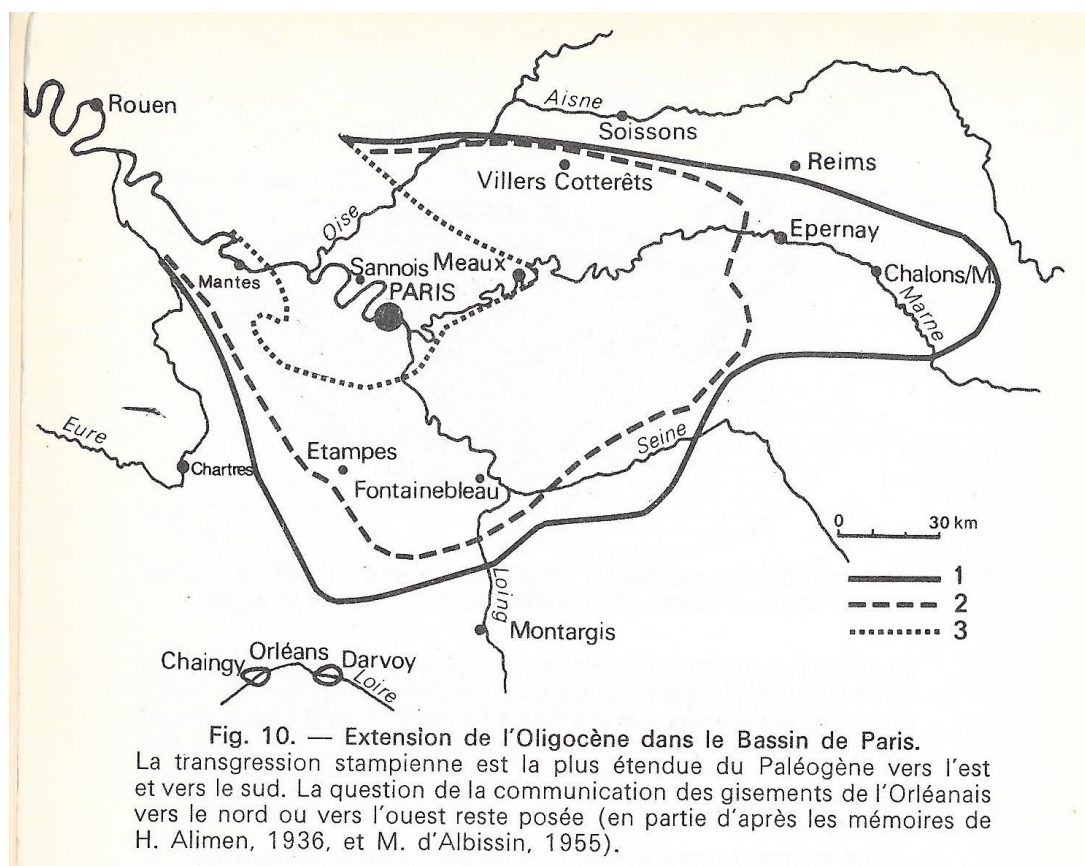 Rouen
Aisne
Soissons
Reims
Villers Cotterêts
Oise
Epernay
Mantes
Sannois
Meaux
PARIS
Chalons/M.
Marne
Eure
Chartres
Etampes
Fontainebleau
Seine
0 30 km
1
2
3
Loing
Montargis
Chaingy
Orléans
Darvoy
Loire
Fig. 10. — Extension de l'Oligocène dans le Bassin de Paris.
La transgression stampienne est la plus étendue du Paléogène vers l'est
et vers le sud. La question de la communication des gisements de l'Orléanais
vers le nord ou vers l'ouest reste posée (en partie d'après les mémoires de
H. Alimen, 1936, et M. d'Albissin, 1955).